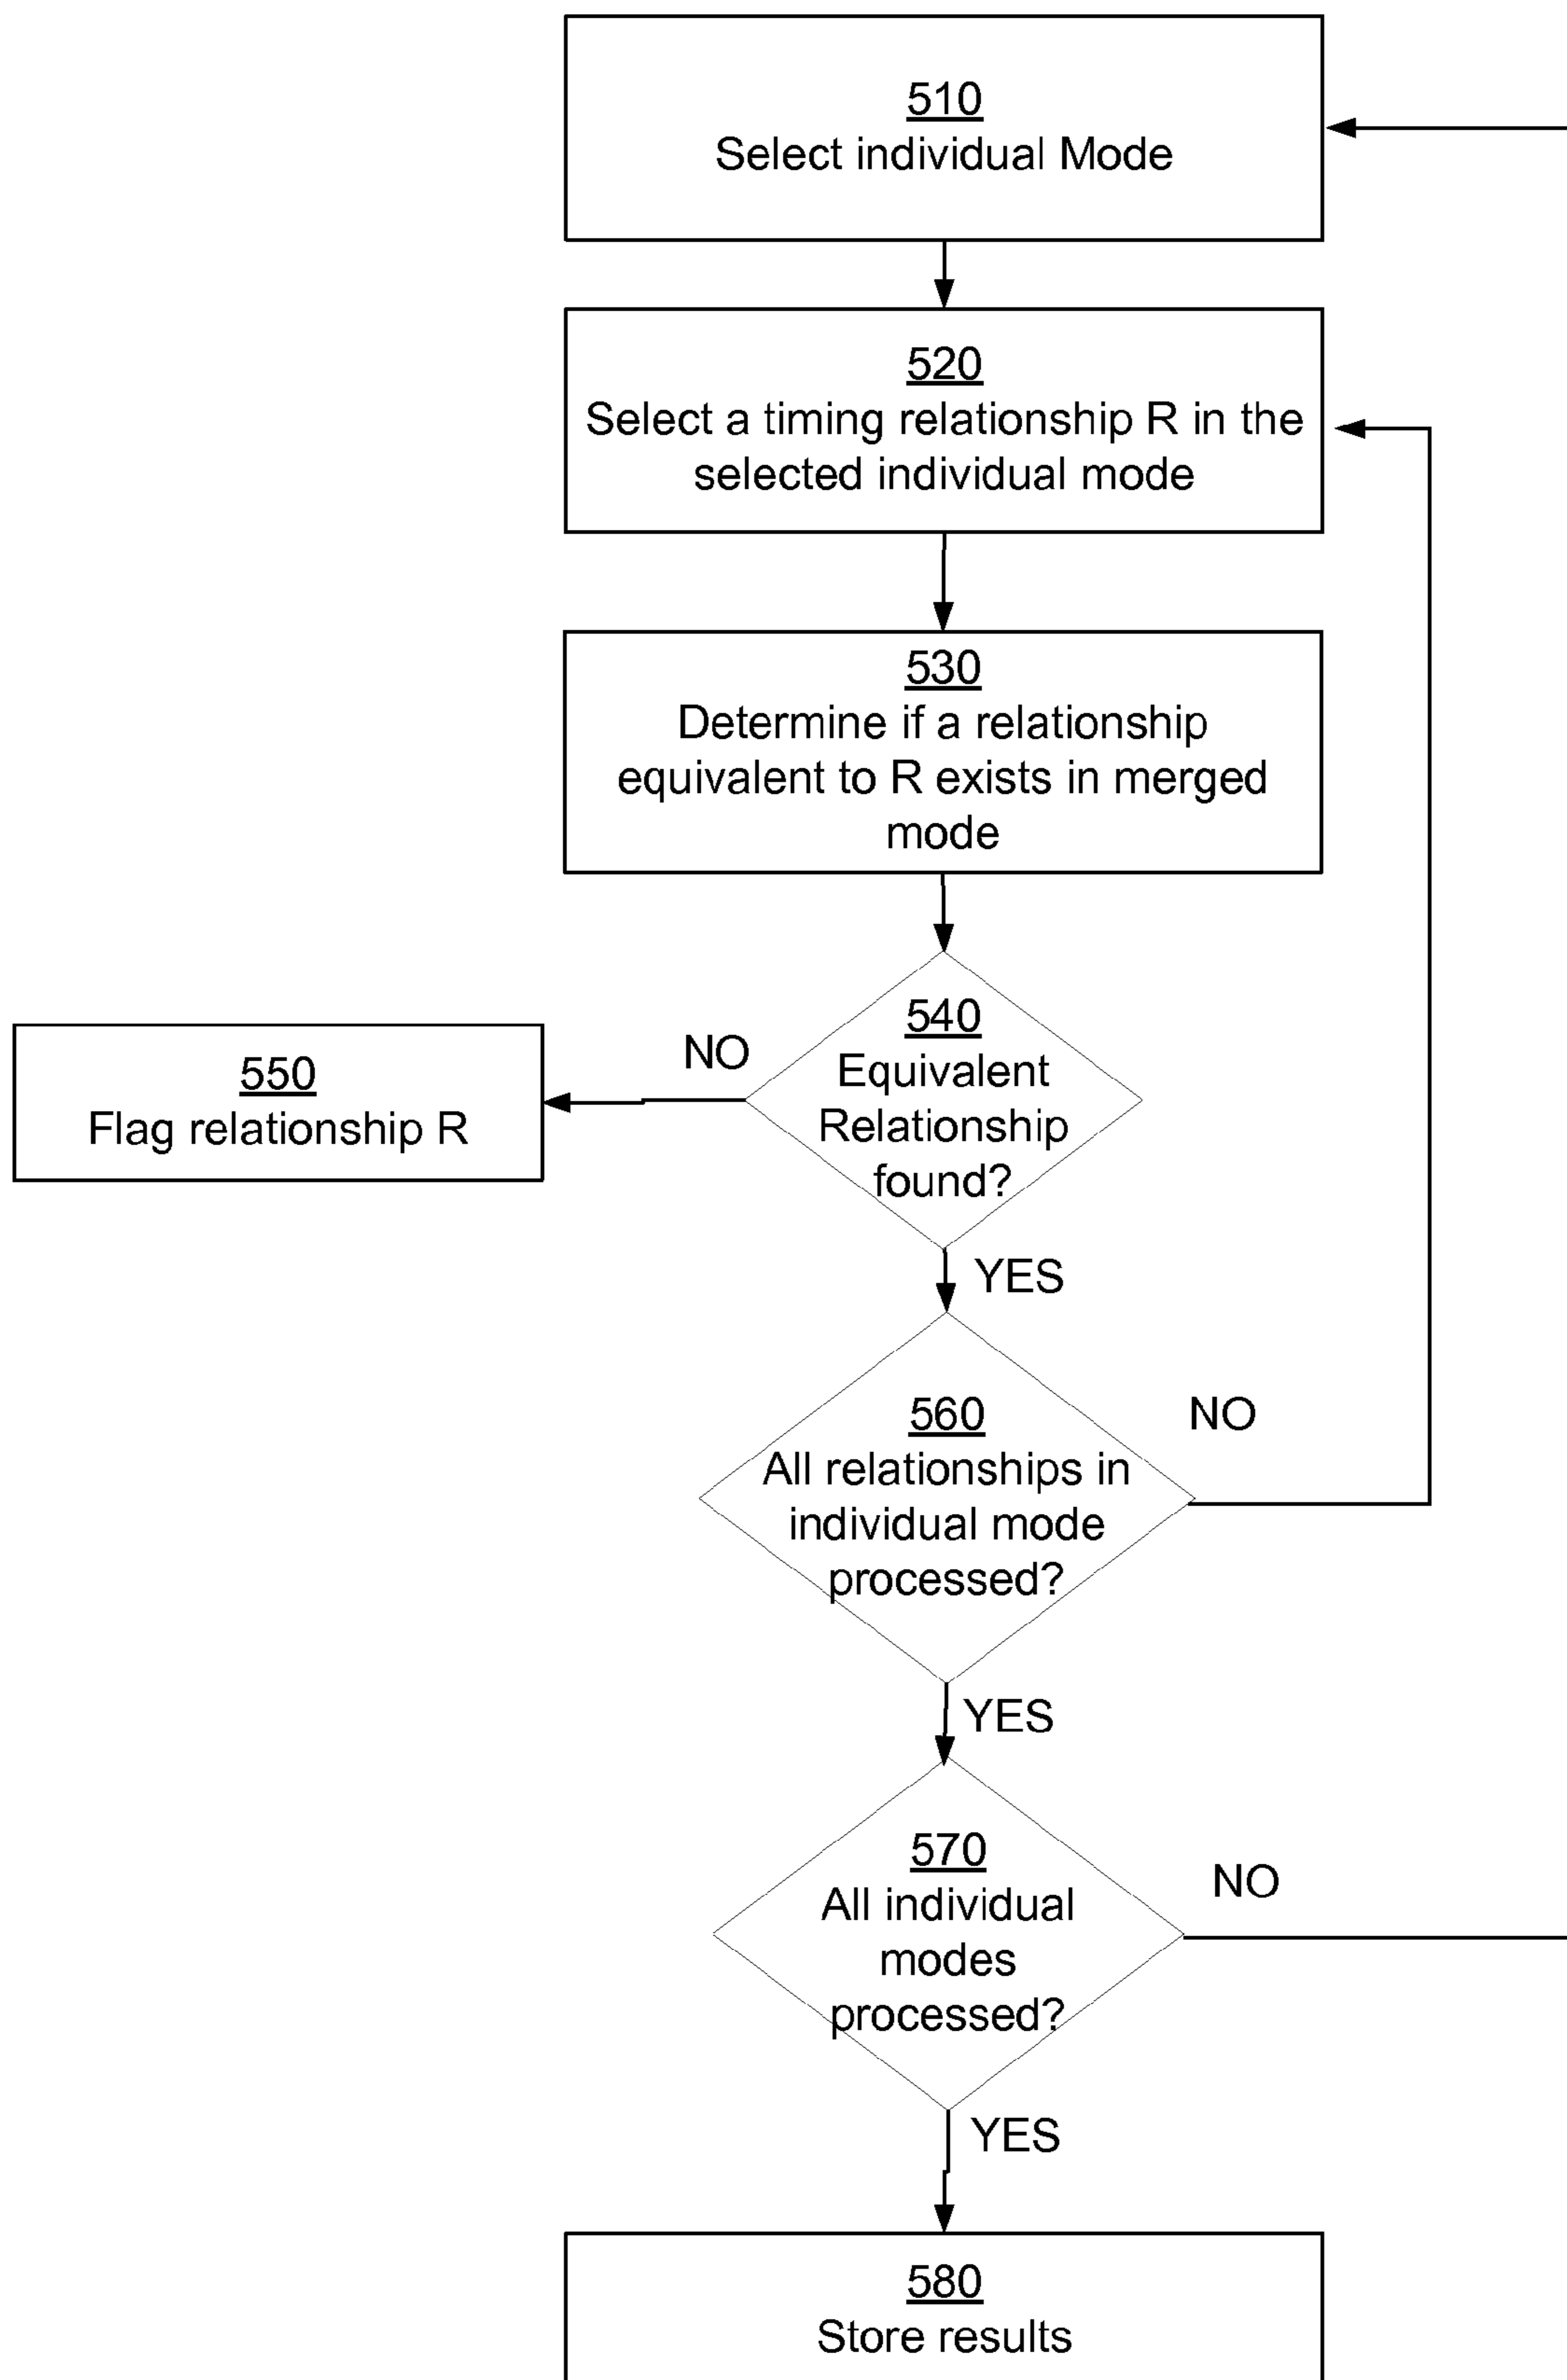 510
Select individual Mode
520
Select a timing relationship R in the
selected individual mode
530
Determine if a relationship
equivalent to R exists in merged
mode
540
Equivalent
Relationship
found?
NO
550
Flag relationship R
YES
560
All relationships in
individual mode
processed?
NO
YES
570
All individual
modes
processed?
NO
YES
580
Store results